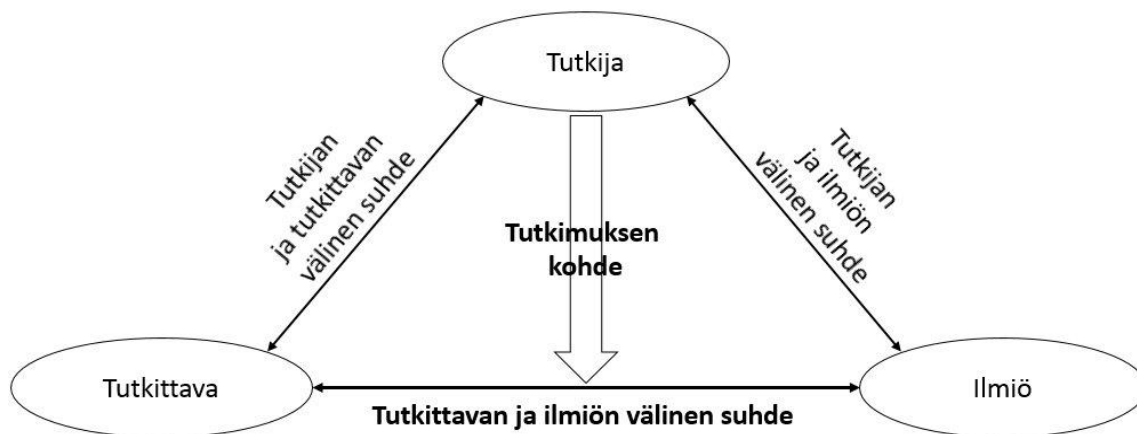 Tutkija
Tutkijan
ja tutkittavan
välinen suhde
Tutkijan
ja ilmiön
välinen suhde
Tutkimuksen
kohde
Tutkittava
Ilmiö
Tutkittavan ja ilmiön välinen suhde